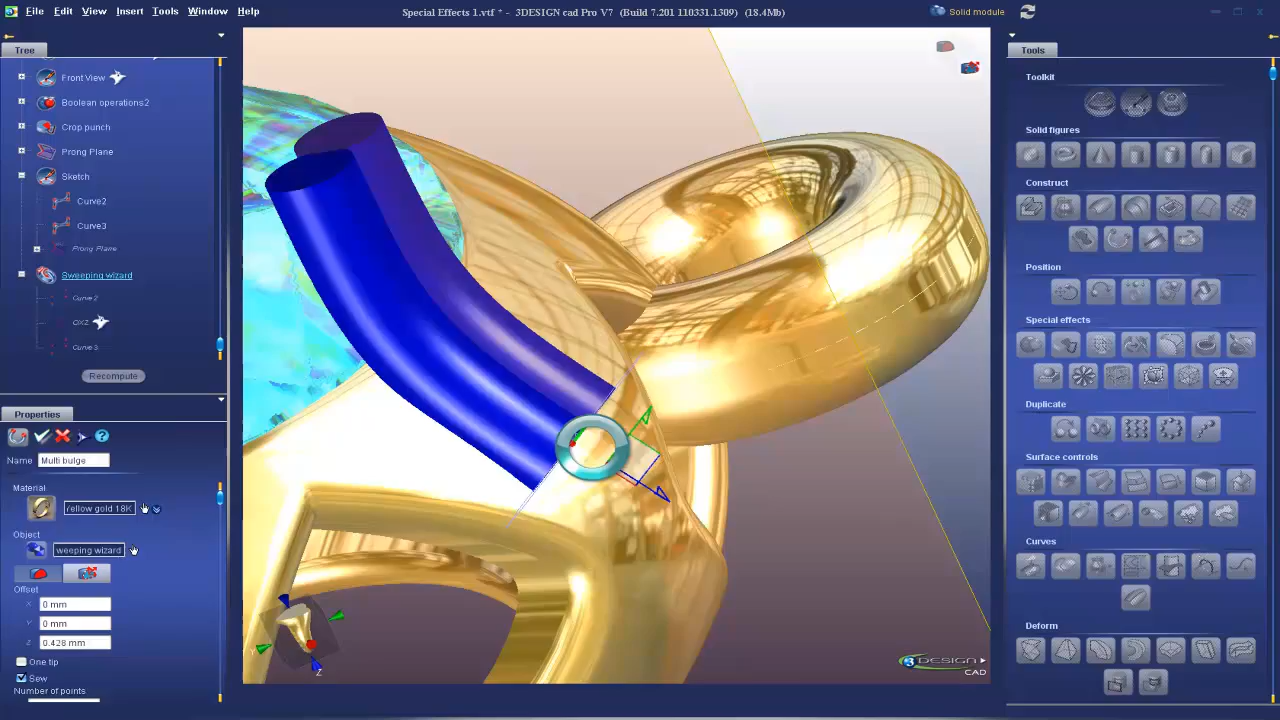 File Edit View Insert Tools Window Help
Special Effects 1.vtf * - 3DESIGN cad Pro V7 (Build 7.201 110331.1309) (18.4Mb)
Solid module
Tree
Front View
Boolean operations2
Crop punch
Prong Plane
Sketch
Curve2
Curve3
Prong Plane
Sweeping wizard
Curve 2
OXZ
Curve 3
Recompute
Properties
Name Multi bulge
Material
rellow gold 18K
Object
weeping wizard
Offset
X 0 mm
Y 0 mm
Z 0.428 mm
One tip
Sew
Number of points
Y
Z
3DESIGN
CAD
Tools
Toolkit
Solid figures
Construct
Position
Special effects
Duplicate
Surface controls
Curves
Deform